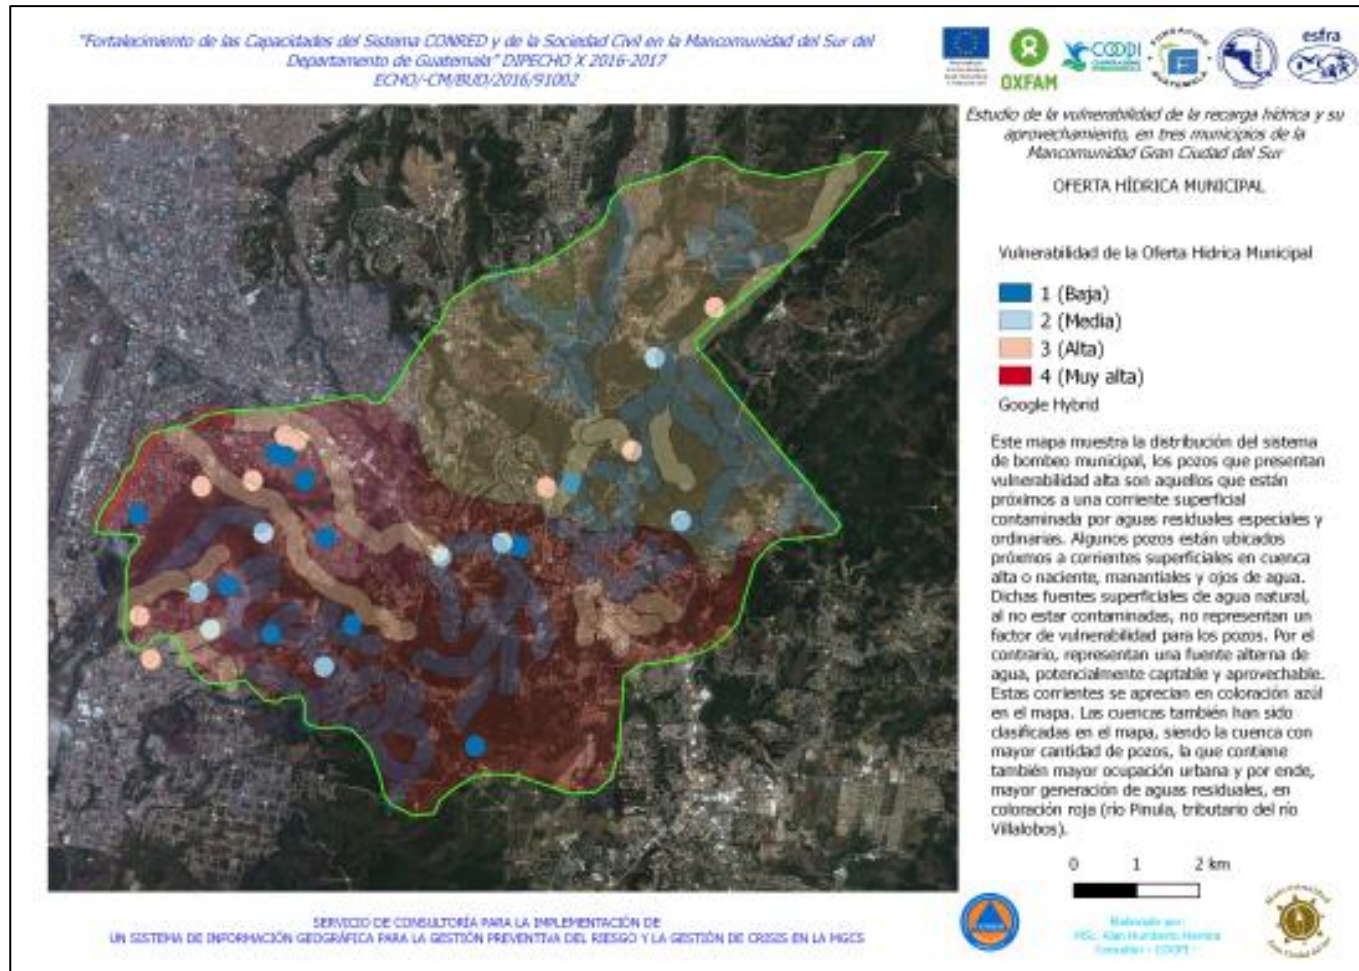 "Fortalecimiento de las Capacidades del Sistema CONRED y de la Sociedad Civil en la Mancomunidad del Sur del
Departamento de Guatemala" DIPECHO X 2016-2017
ECHO/-CM/BUD/2016/91002
OXFAM
COOPI
FUNDACION
GUATEMALA
esfra
Estudio de la vulnerabilidad de la recarga hídrica y su
aprovechamiento, en tres municipios de la
Mancomunidad Gran Ciudad del Sur
OFERTA HÍDRICA MUNICIPAL
Vulnerabilidad de la Oferta Hídrica Municipal
1 (Baja)
2 (Media)
3 (Alta)
4 (Muy alta)
Google Hybrid
Este mapa muestra la distribución del sistema
de bombeo municipal, los pozos que presentan
vulnerabilidad alta son aquellos que están
próximos a una corriente superficial
contaminada por aguas residuales especiales y
ordinarias. Algunos pozos están ubicados
próximos a corrientes superficiales en cuenca
alta o naciente, manantiales y ojos de agua.
Dichas fuentes superficiales de agua natural,
al no estar contaminadas, no representan un
factor de vulnerabilidad para los pozos. Por el
contrario, representan una fuente alterna de
agua, potencialmente captable y aprovechable.
Estas corrientes se aprecian en coloración azúl
en el mapa. Las cuencas también han sido
clasificadas en el mapa, siendo la cuenca con
mayor cantidad de pozos, la que contiene
también mayor ocupación urbana y por ende,
mayor generación de aguas residuales, en
coloración roja (río Pinula, tributario del río
Villalobos).
0 1 2 km
Elaborado por:
MSc. Alan Humberto Herrera
Consultor - COOPI -
SERVICIO DE CONSULTORÍA PARA LA IMPLEMENTACIÓN DE
UN SISTEMA DE INFORMACIÓN GEOGRÁFICA PARA LA GESTIÓN PREVENTIVA DEL RIESGO Y LA GESTIÓN DE CRISIS EN LA MGCS